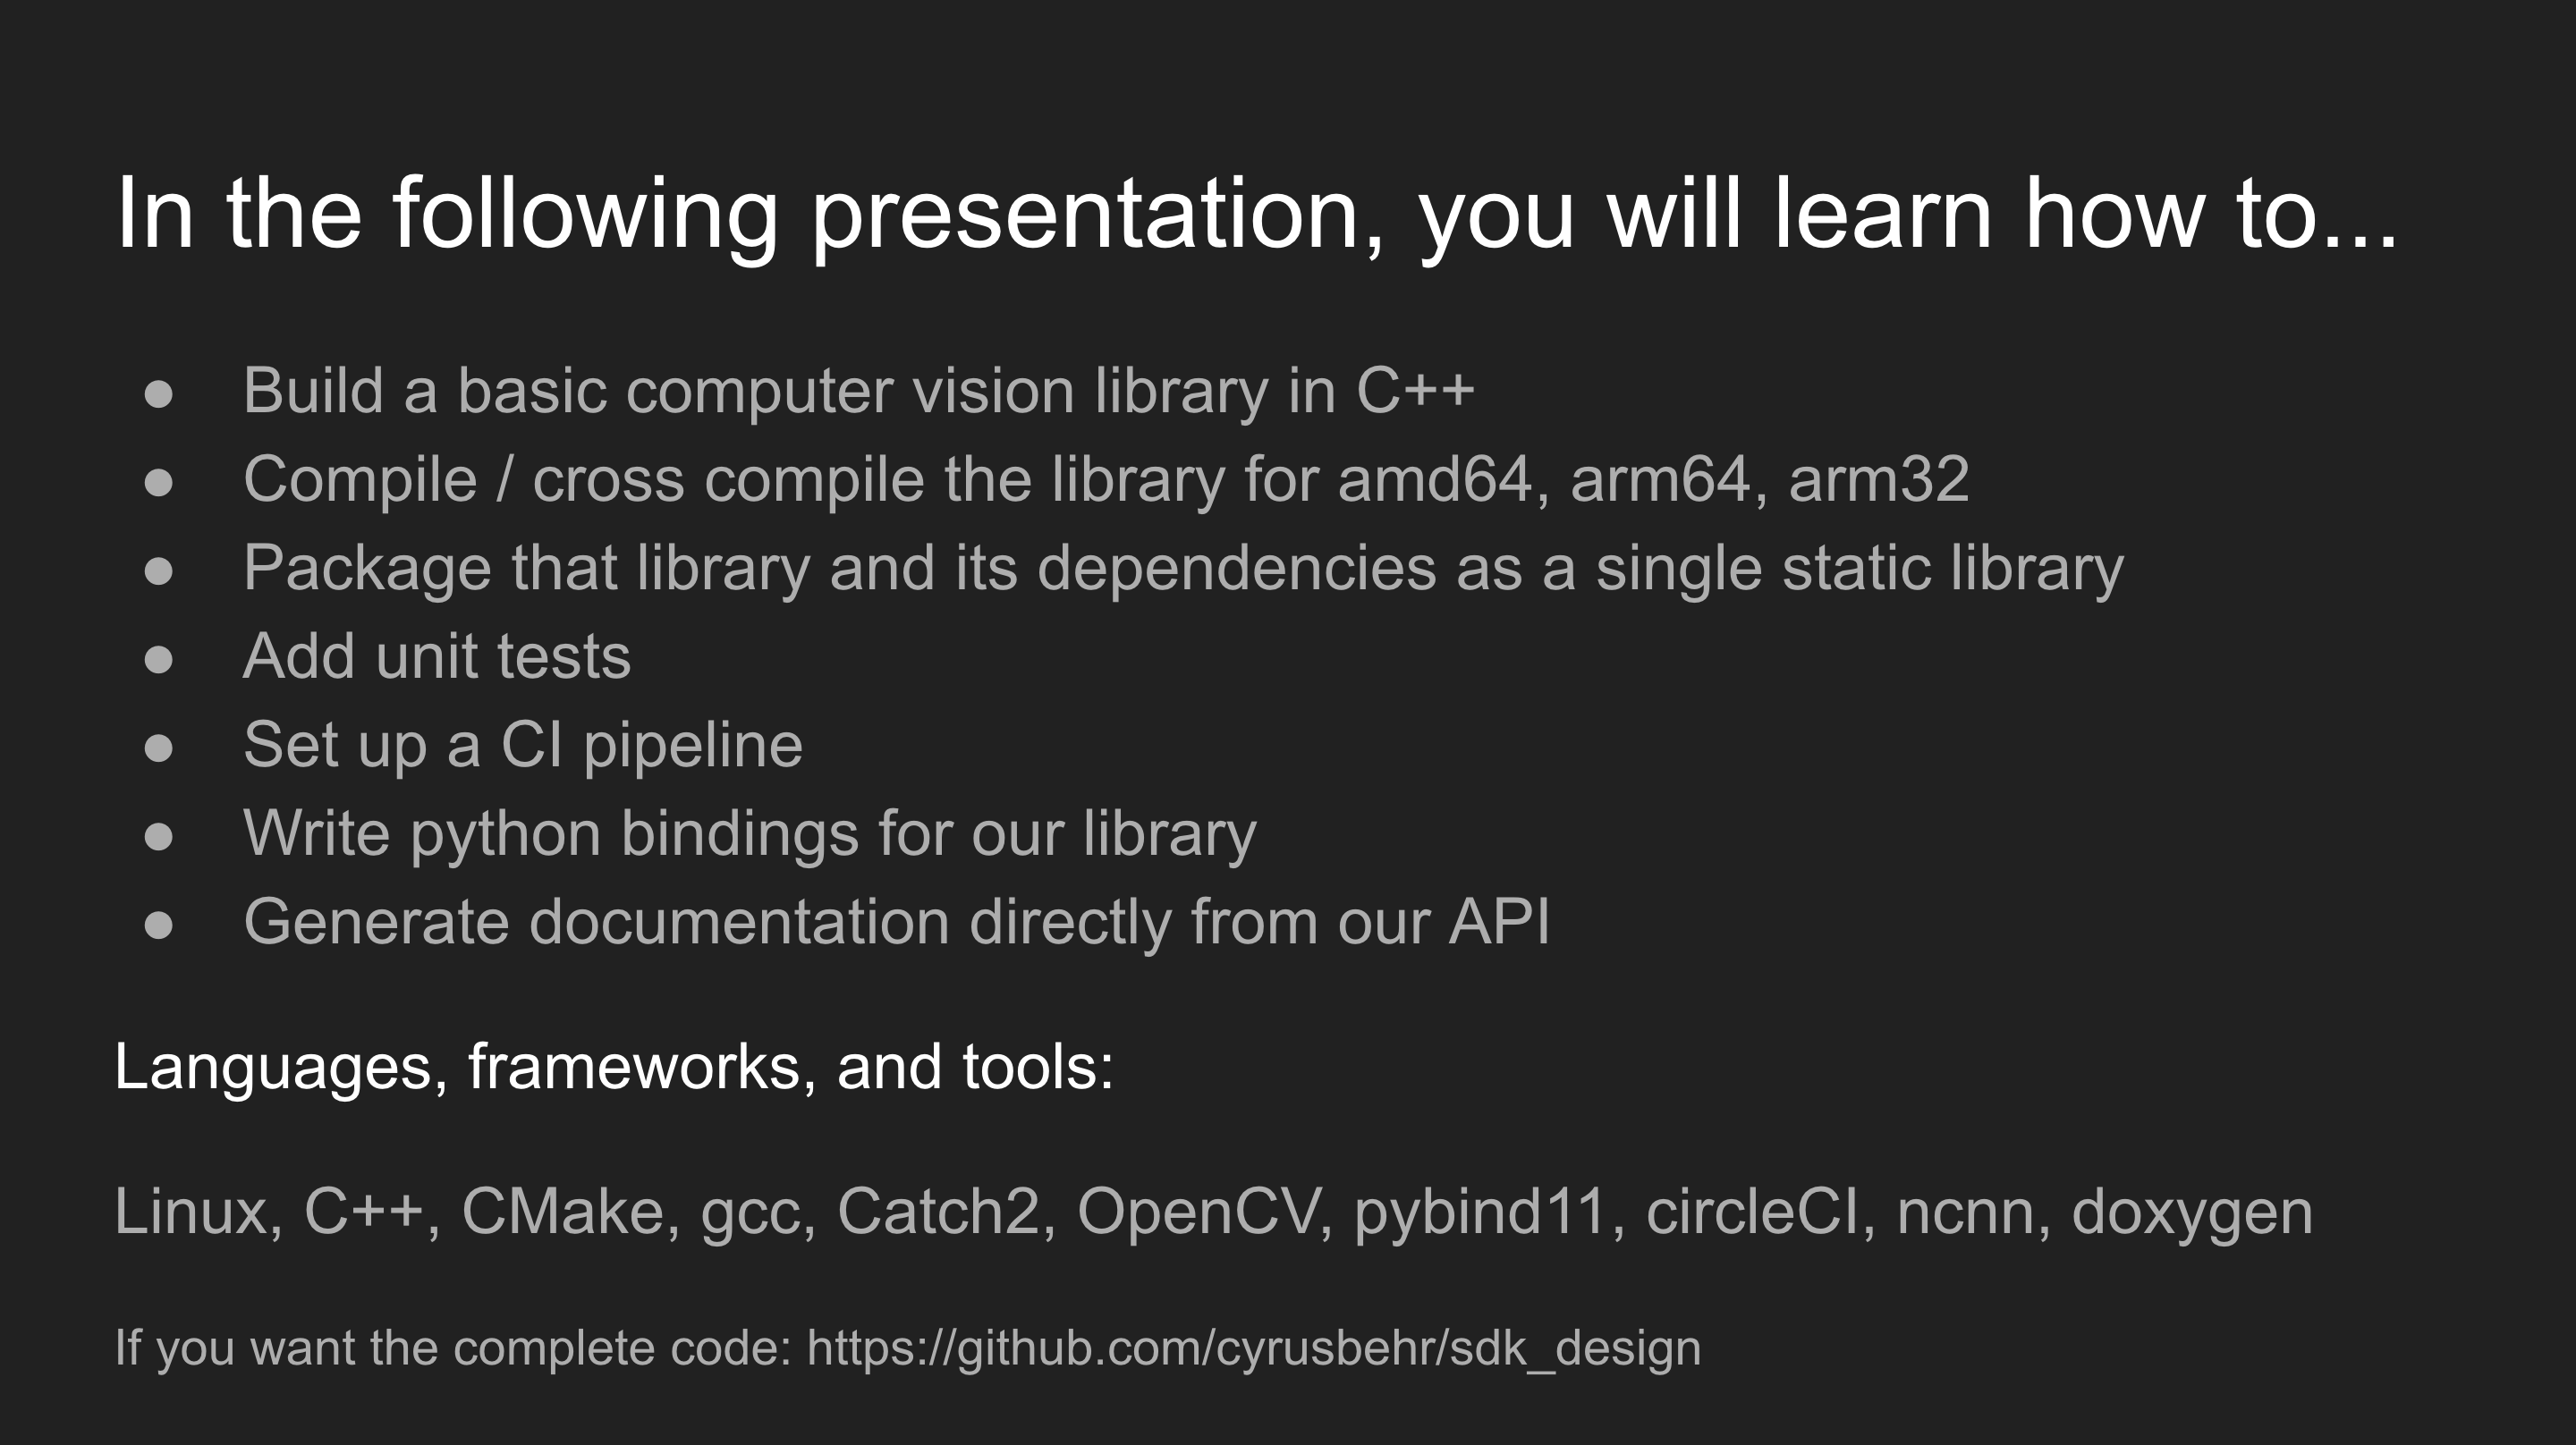 In the following presentation, you will learn how to...
● Build a basic computer vision library in C++
● Compile / cross compile the library for amd64, arm64, arm32
● Package that library and its dependencies as a single static library
● Add unit tests
● Set up a CI pipeline
● Write python bindings for our library
● Generate documentation directly from our API
Languages, frameworks, and tools:
Linux, C++, CMake, gcc, Catch2, OpenCV, pybind11, circleCI, ncnn, doxygen
If you want the complete code: https://github.com/cyrusbehr/sdk_design